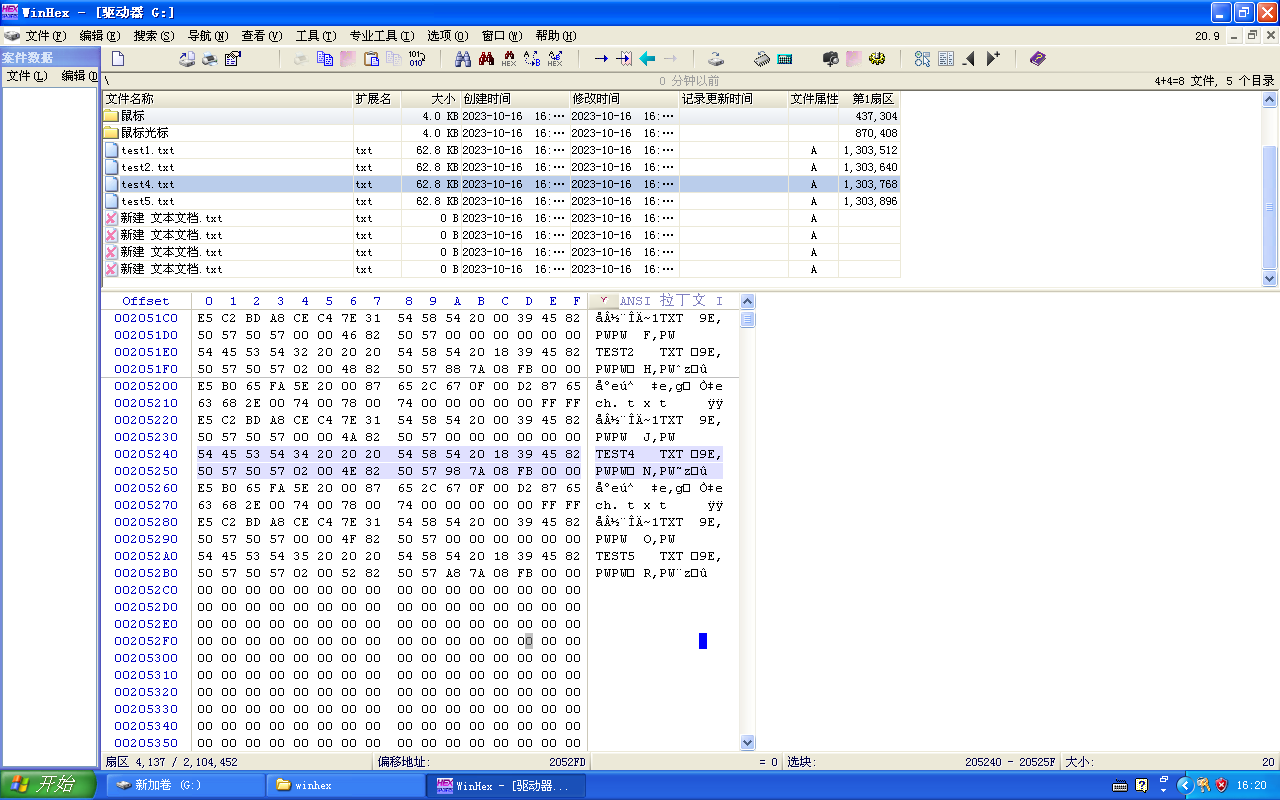 WinHex - [驱动器 G:]
文件(F) 编辑(E) 搜索(S) 导航(N) 查看(V) 工具(T) 专业工具(I) 选项(O) 窗口(W) 帮助(H) 20.9
案件数据
文件(L) 编辑(D
\ 0 分钟以前 4+4=8 文件, 5 个目录
文件名称 扩展名 大小 创建时间 修改时间 记录更新时间 文件属性 第1扇区
鼠标 4.0 KB 2023-10-16 16:… 2023-10-16 16:… 437,304
鼠标光标 4.0 KB 2023-10-16 16:… 2023-10-16 16:… 870,408
test1.txt txt 62.8 KB 2023-10-16 16:… 2023-10-16 16:… A 1,303,512
test2.txt txt 62.8 KB 2023-10-16 16:… 2023-10-16 16:… A 1,303,640
test4.txt txt 62.8 KB 2023-10-16 16:… 2023-10-16 16:… A 1,303,768
test5.txt txt 62.8 KB 2023-10-16 16:… 2023-10-16 16:… A 1,303,896
新建 文本文档.txt txt 0 B 2023-10-16 16:… 2023-10-16 16:… A
新建 文本文档.txt txt 0 B 2023-10-16 16:… 2023-10-16 16:… A
新建 文本文档.txt txt 0 B 2023-10-16 16:… 2023-10-16 16:… A
新建 文本文档.txt txt 0 B 2023-10-16 16:… 2023-10-16 16:… A
Offset 0 1 2 3 4 5 6 7 8 9 A B C D E F ANSI 拉丁文 I
002051C0 E5 C2 BD A8 CE C4 7E 31 54 58 54 20 00 39 45 82 åÂ½¨ÎÄ~1TXT 9E‚
002051D0 50 57 50 57 00 00 46 82 50 57 00 00 00 00 00 00 PWPW F‚PW
002051E0 54 45 53 54 32 20 20 20 54 58 54 20 18 39 45 82 TEST2 TXT □9E‚
002051F0 50 57 50 57 02 00 48 82 50 57 88 7A 08 FB 00 00 PWPW□ H‚PWˆz□û
00205200 E5 B0 65 FA 5E 20 00 87 65 2C 67 0F 00 D2 87 65 å°eú^ ‡e,g□ Ò‡e
00205210 63 68 2E 00 74 00 78 00 74 00 00 00 00 00 FF FF ch. t x t ÿÿ
00205220 E5 C2 BD A8 CE C4 7E 31 54 58 54 20 00 39 45 82 åÂ½¨ÎÄ~1TXT 9E‚
00205230 50 57 50 57 00 00 4A 82 50 57 00 00 00 00 00 00 PWPW J‚PW
00205240 54 45 53 54 34 20 20 20 54 58 54 20 18 39 45 82 TEST4 TXT □9E‚
00205250 50 57 50 57 02 00 4E 82 50 57 98 7A 08 FB 00 00 PWPW□ N‚PW˜z□û
00205260 E5 B0 65 FA 5E 20 00 87 65 2C 67 0F 00 D2 87 65 å°eú^ ‡e,g□ Ò‡e
00205270 63 68 2E 00 74 00 78 00 74 00 00 00 00 00 FF FF ch. t x t ÿÿ
00205280 E5 C2 BD A8 CE C4 7E 31 54 58 54 20 00 39 45 82 åÂ½¨ÎÄ~1TXT 9E‚
00205290 50 57 50 57 00 00 4F 82 50 57 00 00 00 00 00 00 PWPW O‚PW
002052A0 54 45 53 54 35 20 20 20 54 58 54 20 18 39 45 82 TEST5 TXT □9E‚
002052B0 50 57 50 57 02 00 52 82 50 57 A8 7A 08 FB 00 00 PWPW□ R‚PW¨z□û
002052C0 00 00 00 00 00 00 00 00 00 00 00 00 00 00 00 00
002052D0 00 00 00 00 00 00 00 00 00 00 00 00 00 00 00 00
002052E0 00 00 00 00 00 00 00 00 00 00 00 00 00 00 00 00
002052F0 00 00 00 00 00 00 00 00 00 00 00 00 00 00 00 00
00205300 00 00 00 00 00 00 00 00 00 00 00 00 00 00 00 00
00205310 00 00 00 00 00 00 00 00 00 00 00 00 00 00 00 00
00205320 00 00 00 00 00 00 00 00 00 00 00 00 00 00 00 00
00205330 00 00 00 00 00 00 00 00 00 00 00 00 00 00 00 00
00205340 00 00 00 00 00 00 00 00 00 00 00 00 00 00 00 00
00205350 00 00 00 00 00 00 00 00 00 00 00 00 00 00 00 00
扇区 4,137 / 2,104,452 偏移地址: 2052FD = 0 选块: 205240 - 20525F 大小: 20
开始 新加卷 (G:) winhex WinHex - [驱动器... 16:20